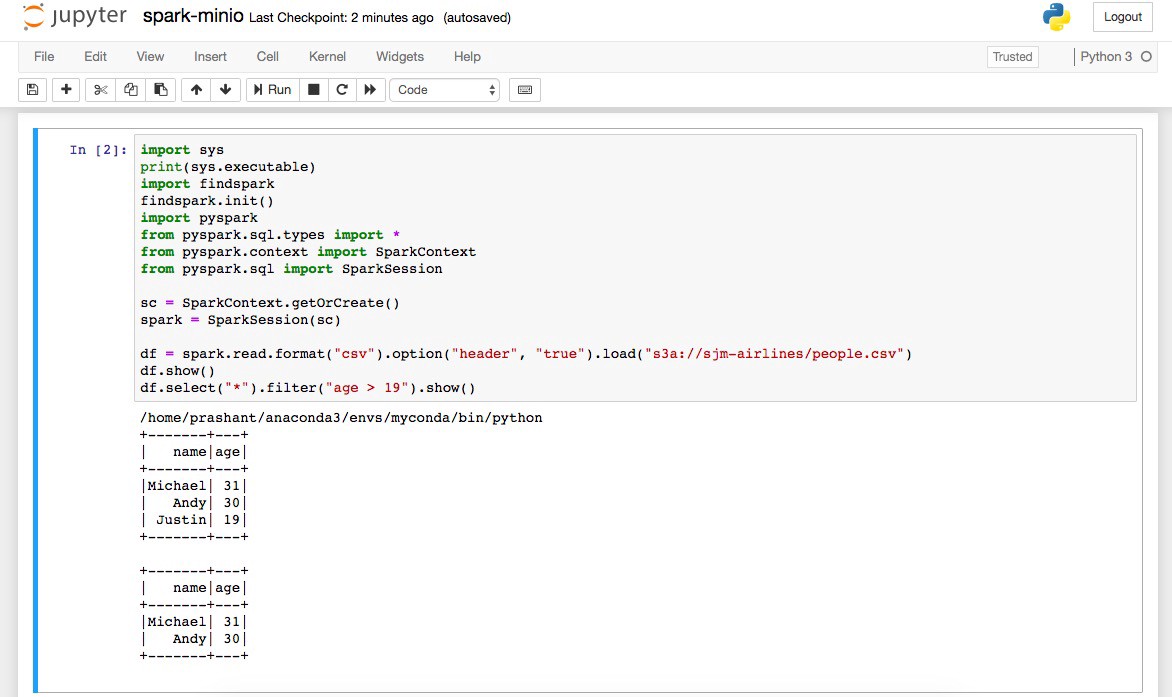 jupyter spark-minio Last Checkpoint: 2 minutes ago (autosaved) Logout
File Edit View Insert Cell Kernel Widgets Help Trusted Python 3
Run Code
In [2]: import sys
print(sys.executable)
import findspark
findspark.init()
import pyspark
from pyspark.sql.types import *
from pyspark.context import SparkContext
from pyspark.sql import SparkSession

sc = SparkContext.getOrCreate()
spark = SparkSession(sc)

df = spark.read.format("csv").option("header", "true").load("s3a://sjm-airlines/people.csv")
df.show()
df.select("*").filter("age > 19").show()
/home/prashant/anaconda3/envs/myconda/bin/python
+-------+---+
|   name|age|
+-------+---+
|Michael| 31|
|   Andy| 30|
| Justin| 19|
+-------+---+

+-------+---+
|   name|age|
+-------+---+
|Michael| 31|
|   Andy| 30|
+-------+---+